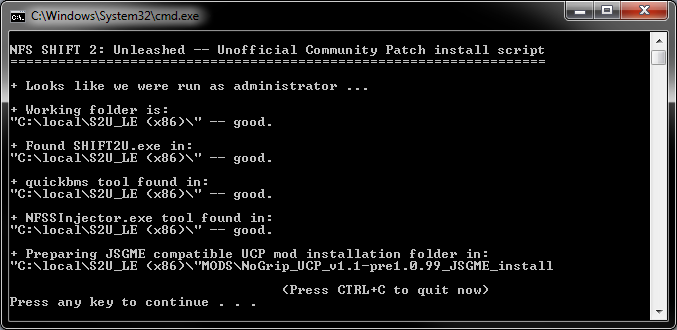 C:\Windows\System32\cmd.exe
NFS SHIFT 2: Unleashed -- Unofficial Community Patch install script
===================================================================
+ Looks like we were run as administrator ...
+ Working folder is:
"C:\local\S2U_LE (x86)\" -- good.
+ Found SHIFT2U.exe in:
"C:\local\S2U_LE (x86)\" -- good.
+ quickbms tool found in:
"C:\local\S2U_LE (x86)\" -- good.
+ NFSSInjector.exe tool found in:
"C:\local\S2U_LE (x86)\" -- good.
+ Preparing JSGME compatible UCP mod installation folder in:
"C:\local\S2U_LE (x86)\"MODS\NoGrip_UCP_v1.1-pre1.0.99_JSGME_install
(Press CTRL+C to quit now)
Press any key to continue . . .